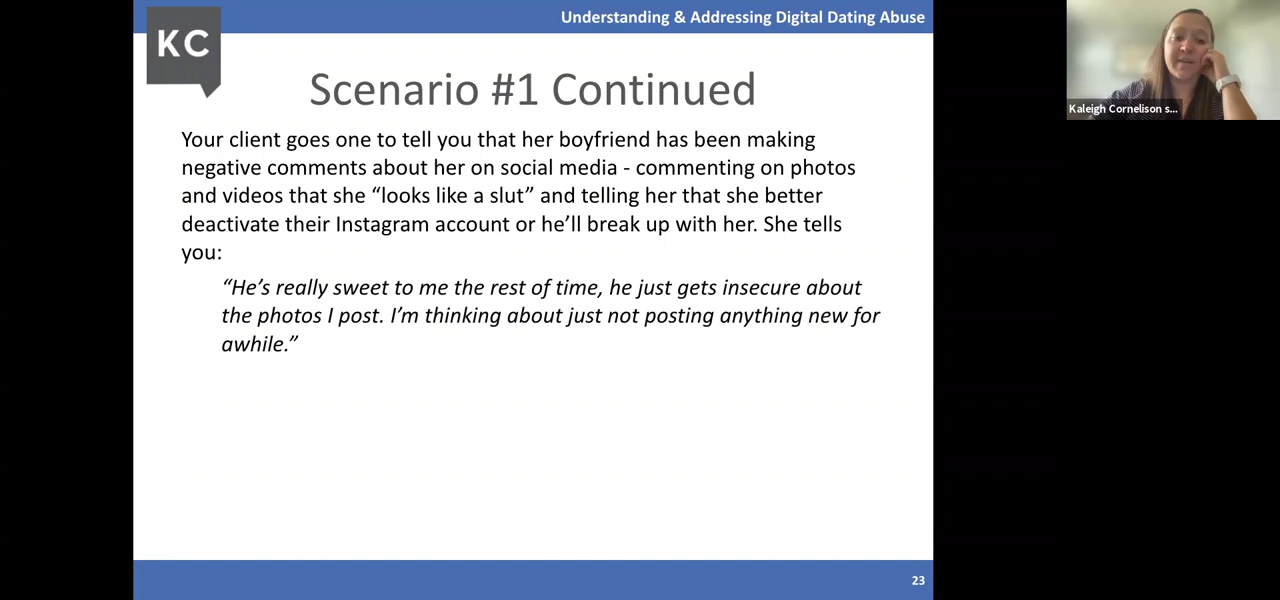 Understanding & Addressing Digital Dating Abuse
KC
Scenario #1 Continued
Your client goes one to tell you that her boyfriend has been making
negative comments about her on social media - commenting on photos
and videos that she “looks like a slut” and telling her that she better
deactivate their Instagram account or he’ll break up with her. She tells
you:
“He’s really sweet to me the rest of time, he just gets insecure about
the photos I post. I’m thinking about just not posting anything new for
awhile.”
23
Kaleigh Cornelison s...